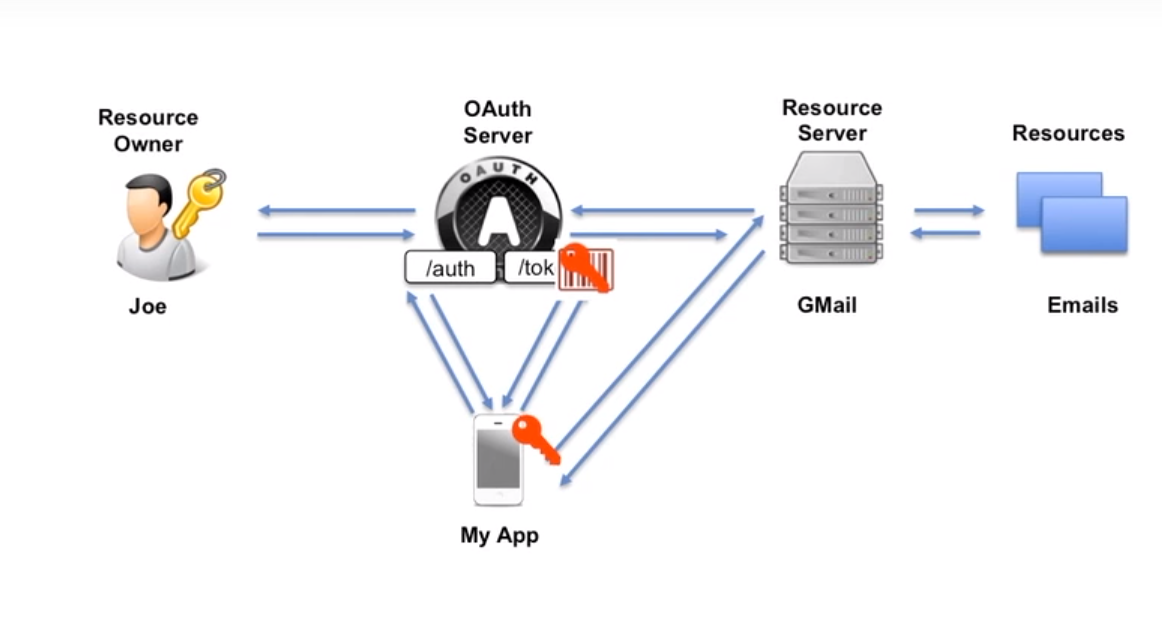 Resource
Owner
OAuth
Server
Resource
Server
Resources
OAUTH
A
/auth
/tok
Joe
GMail
Emails
My App